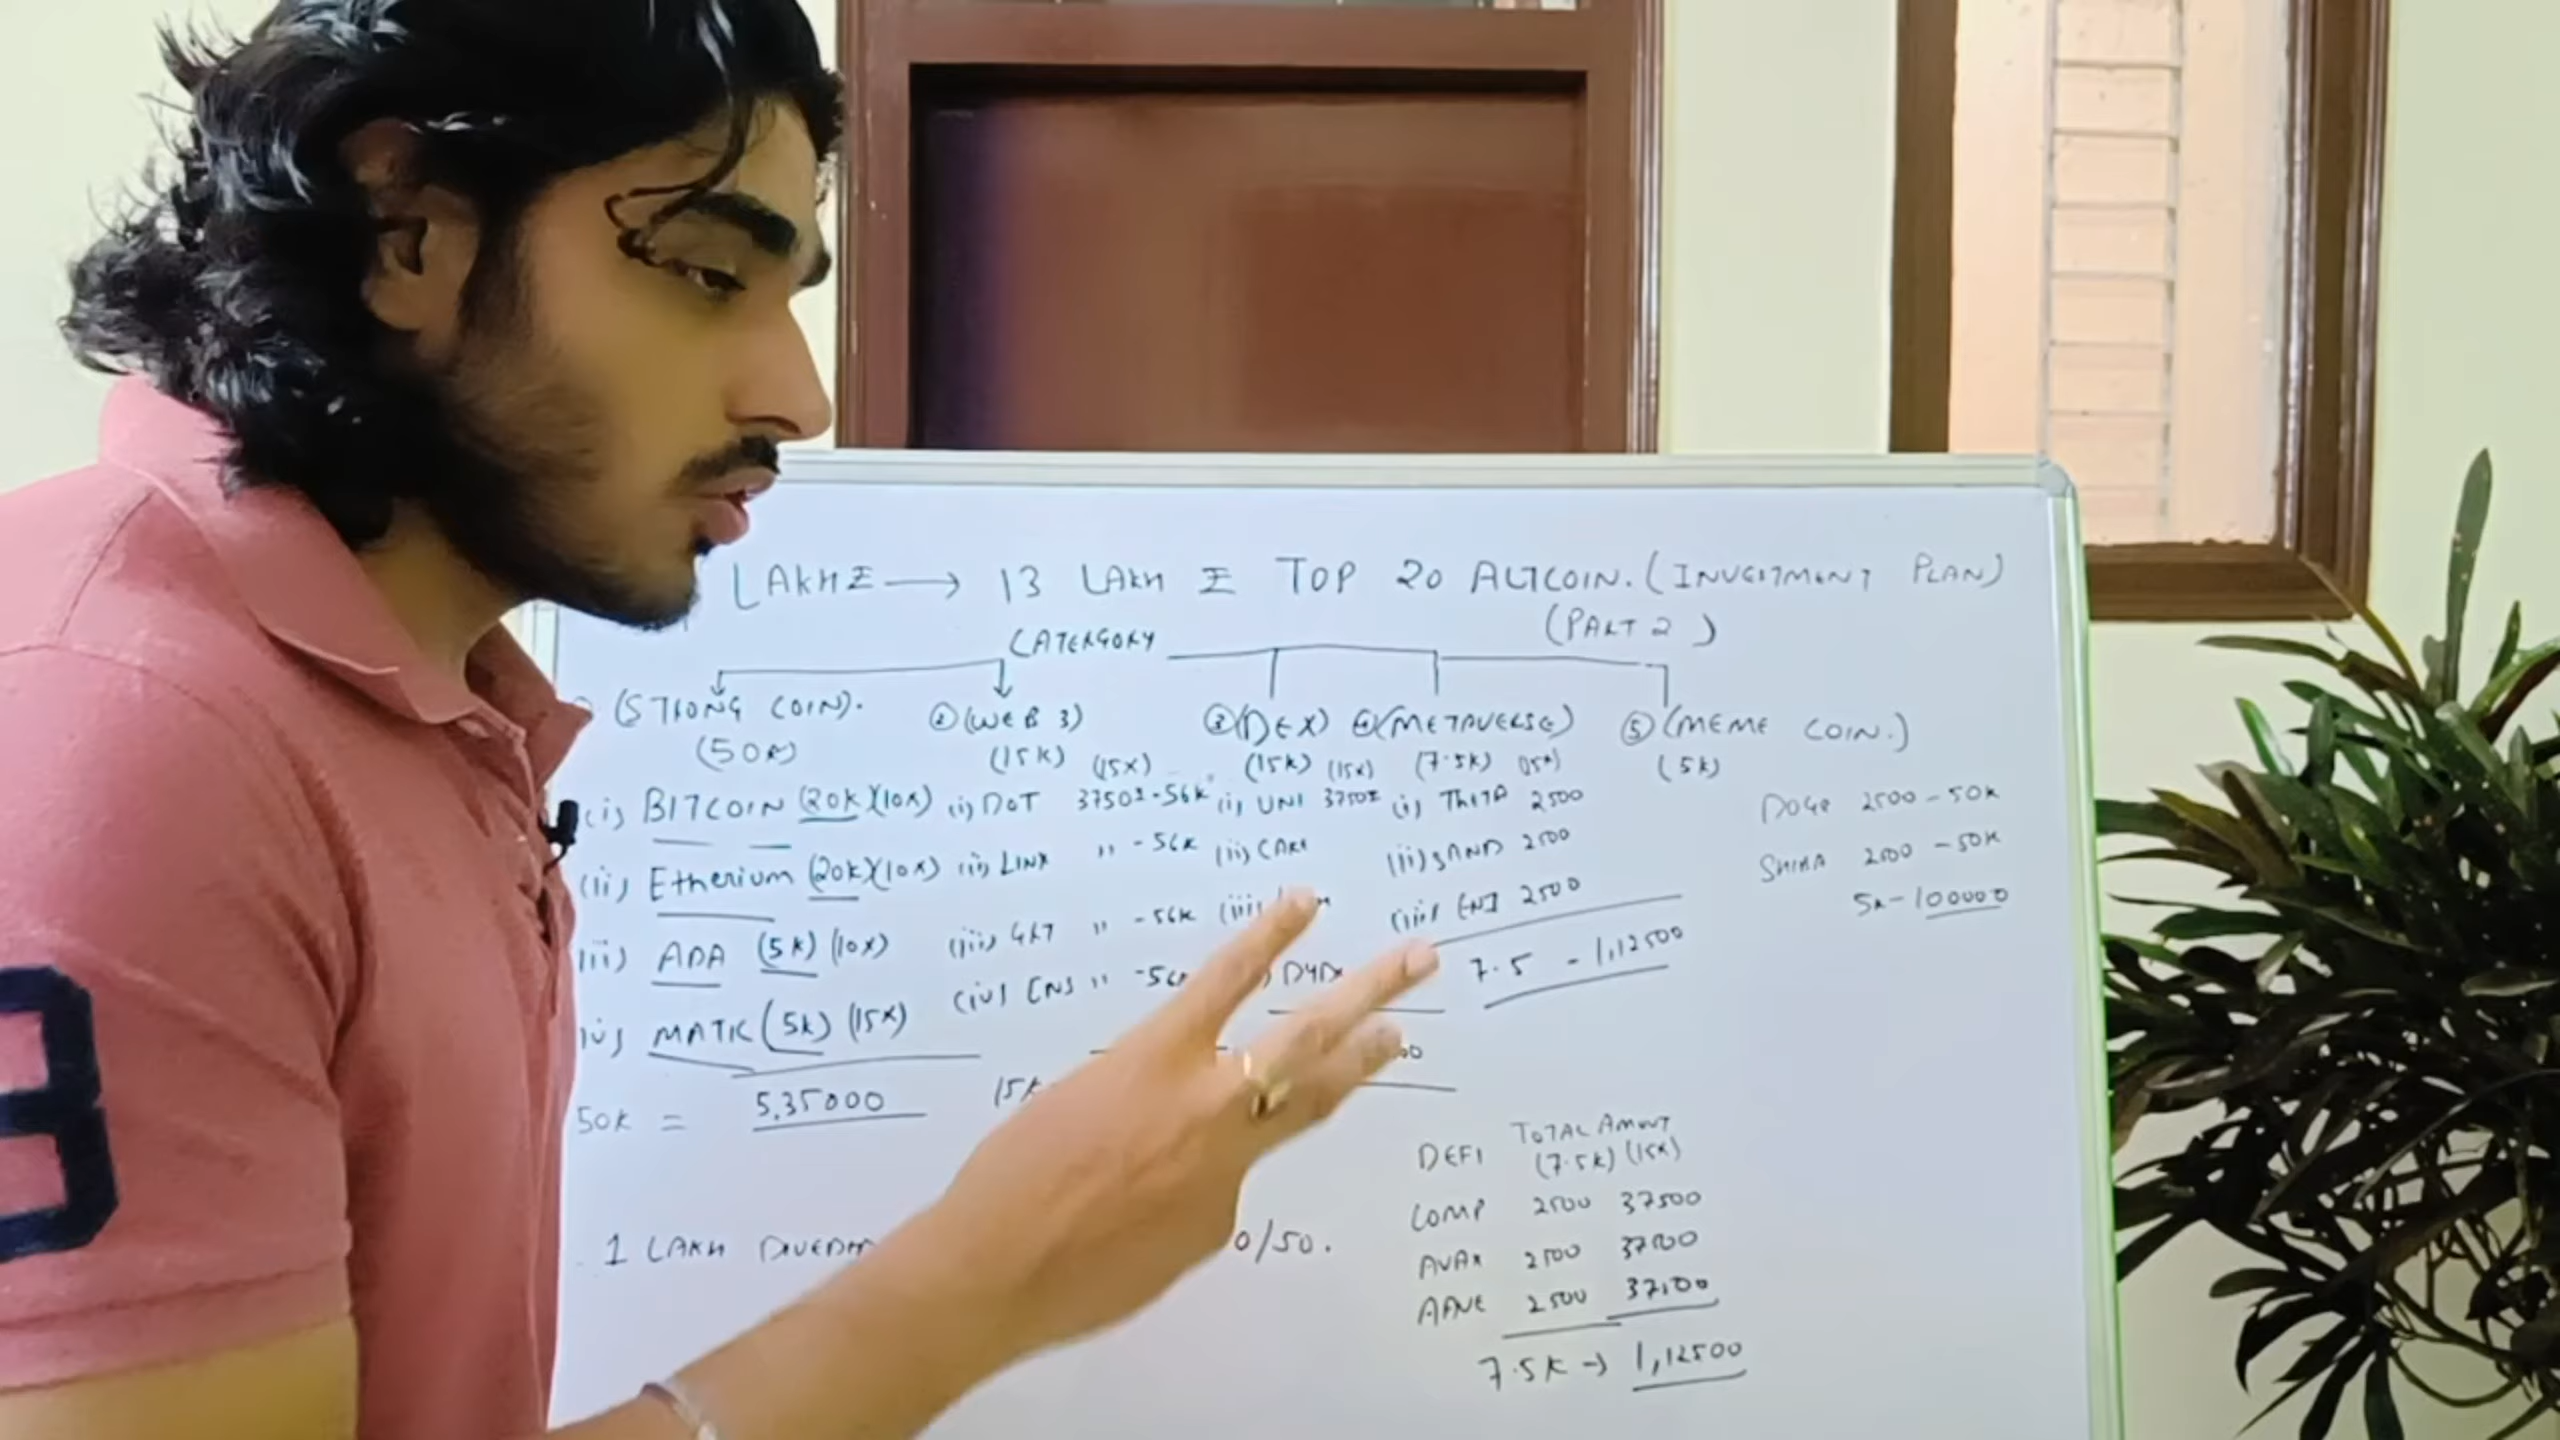 LAKH I → 13 LAKH I TOP 20 ALTCOIN. (INVESTMENT PLAN)
(PART 2)
CATERGORY
(STRONG COIN).
(50K)
(i) BITCOIN (20K)(10X)
(ii) Etherium (20K)(10X)
iii) ADA (5K) (10X)
iv) MATIC (5K) (15X)
50K = 5,35000
② (WEB 3)
(15K) (15X)
(i) DOT 3750I - 56K
(ii) LINK " - 56K
(iii) GRT " - 56K
(iv) ENS " - 56K
15K
③ (DEX)
(15K) (15X)
(i) UNI 3750I
(ii) CAKE
(iii)
DYDX
④ (METAVERSE)
(7.5K) (15X)
(i) THETA 2500
(ii) SAND 2500
(iii) ENJ 2500
7.5 - 1,12500
⑤ (MEME COIN.)
(5K)
DOGE 2500 - 50K
SHIBA 2500 - 50K
5K - 100000
1 LAKH
0/50.
DEFI TOTAL AMOUNT
(7.5K) (15X)
COMP 2500 37500
AVAX 2500 37500
AAVE 2500 37500
7.5K → 1,12500
3